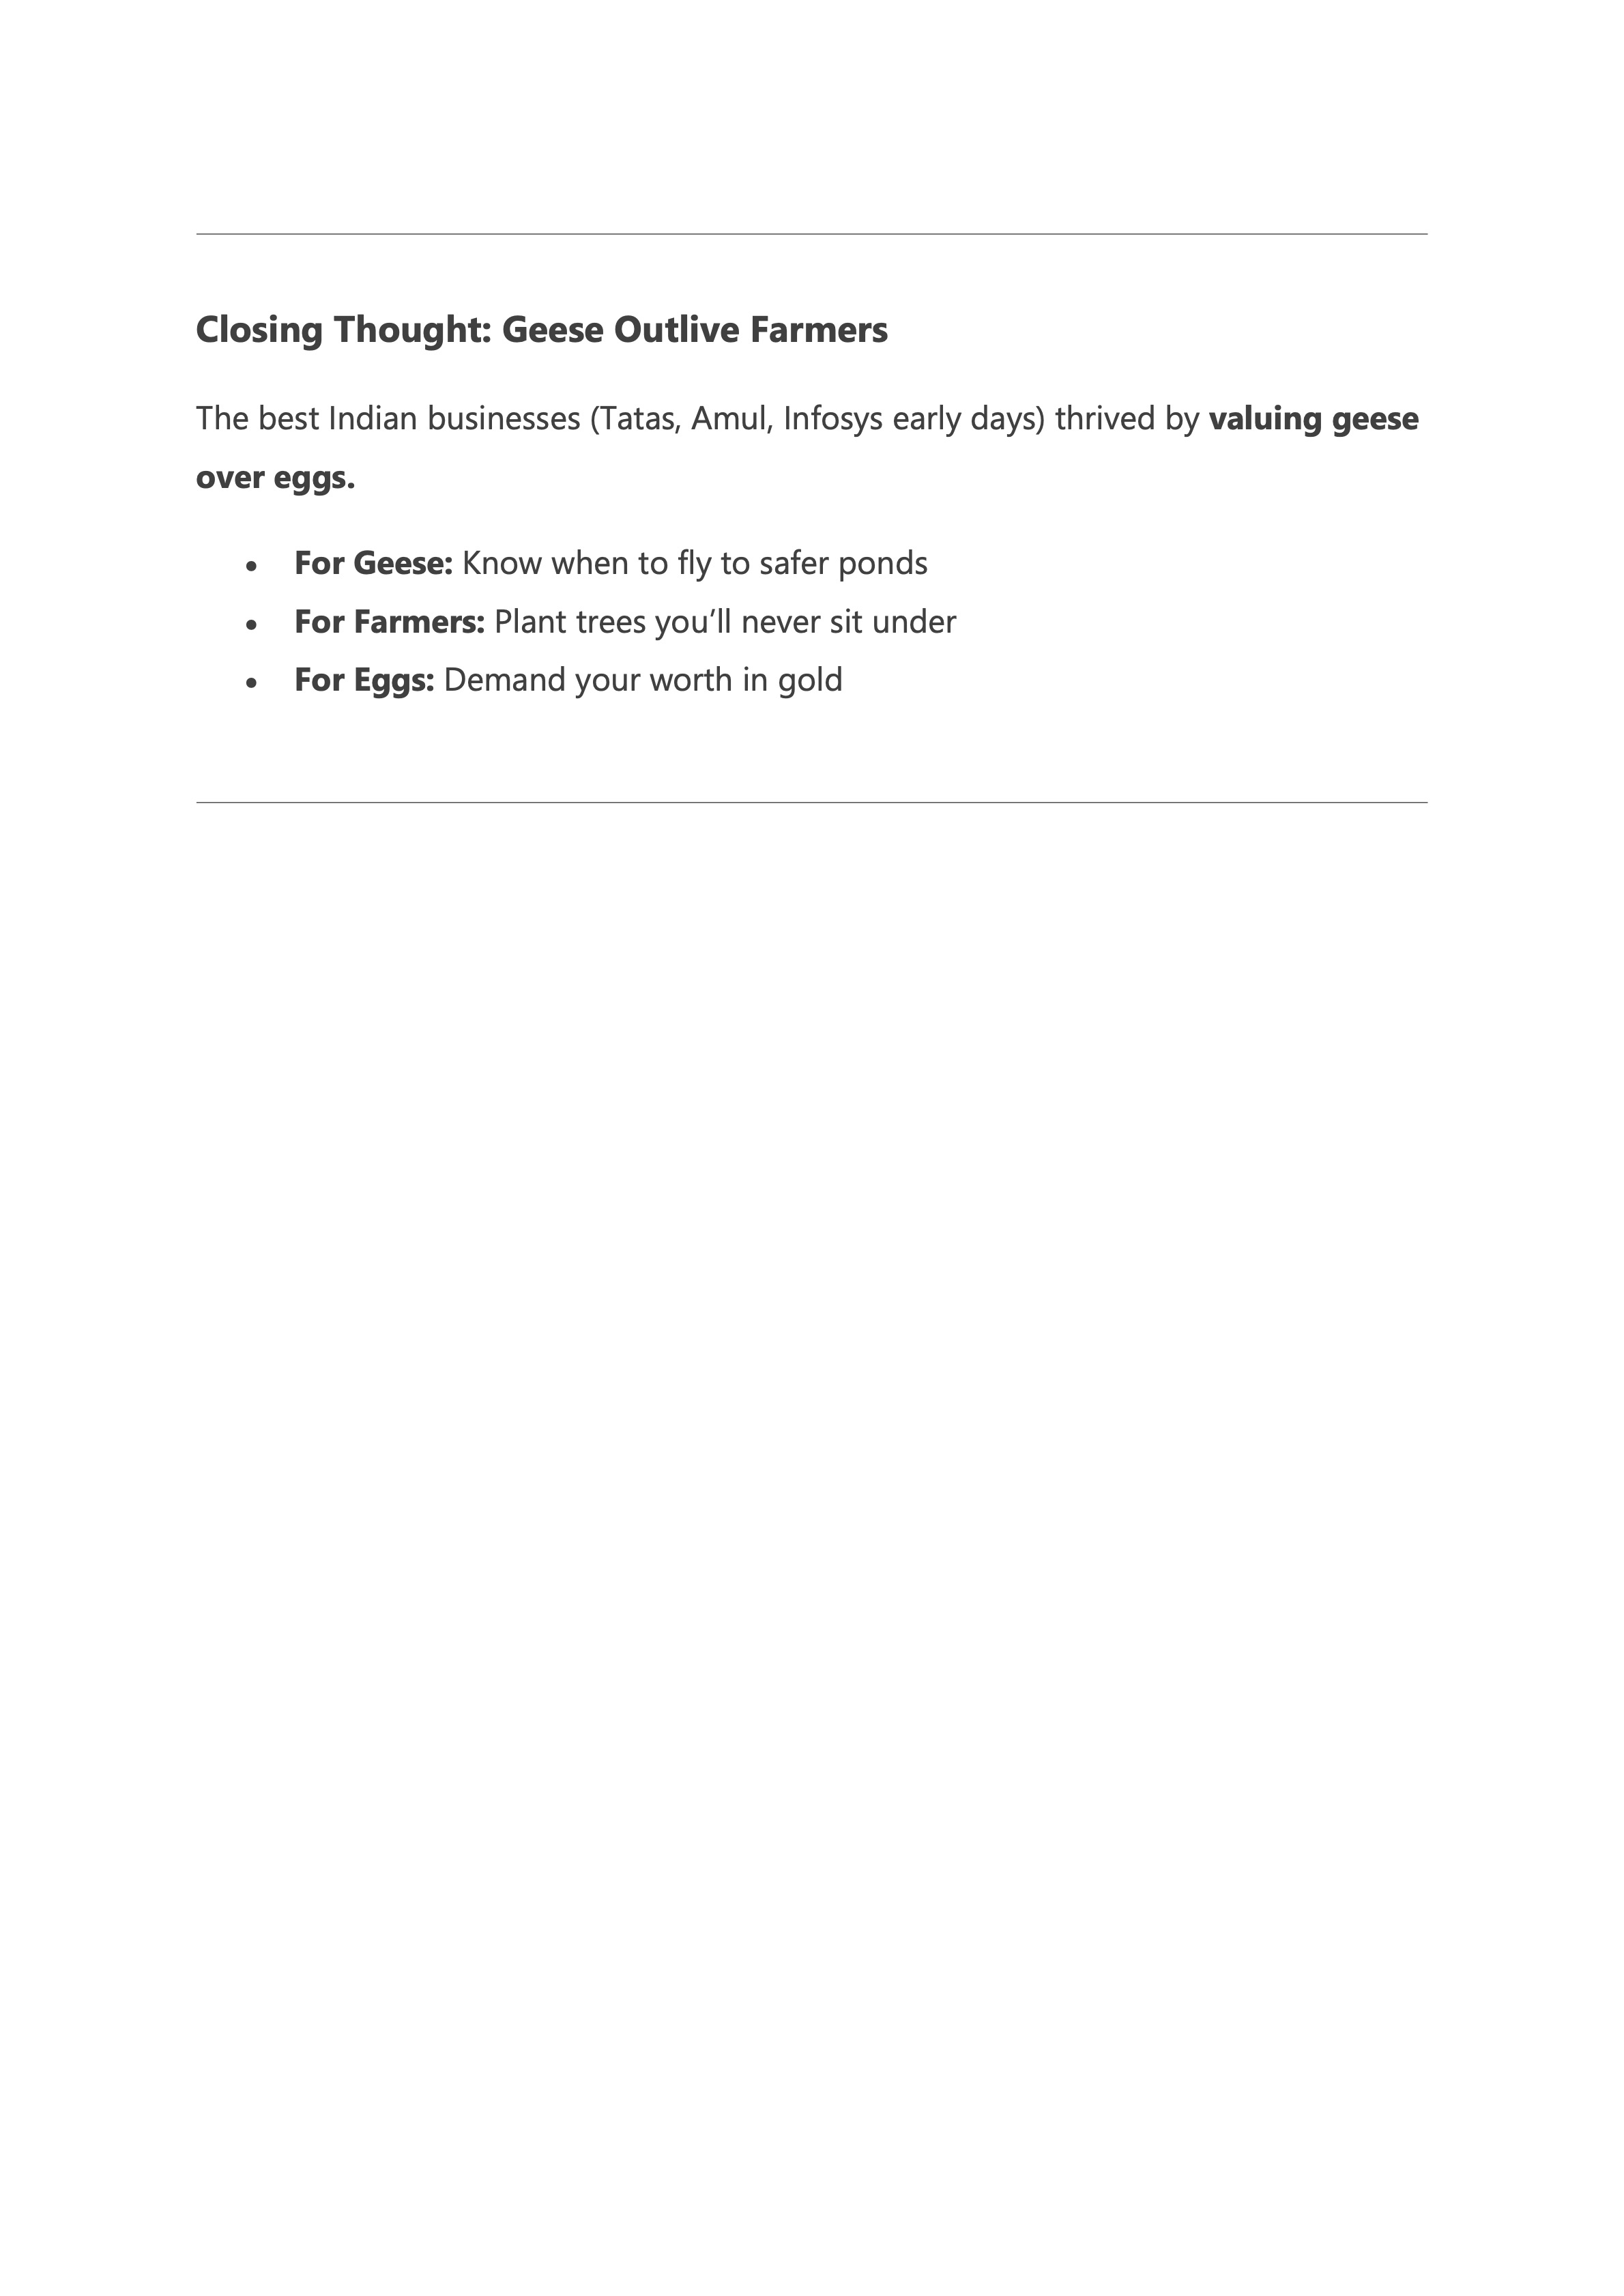 Closing Thought: Geese Outlive Farmers
The best Indian businesses (Tatas, Amul, Infosys early days) thrived by valuing geese
over eggs.
• For Geese: Know when to fly to safer ponds
• For Farmers: Plant trees you’ll never sit under
• For Eggs: Demand your worth in gold